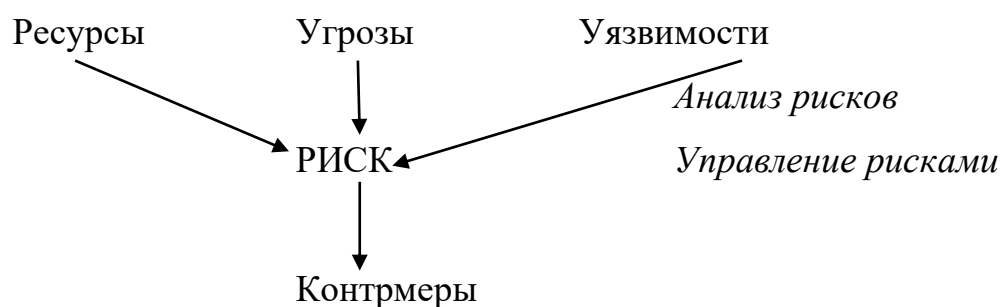 Ресурсы Угрозы Уязвимости
Анализ рисков
РИСК Управление рисками
Контрмеры